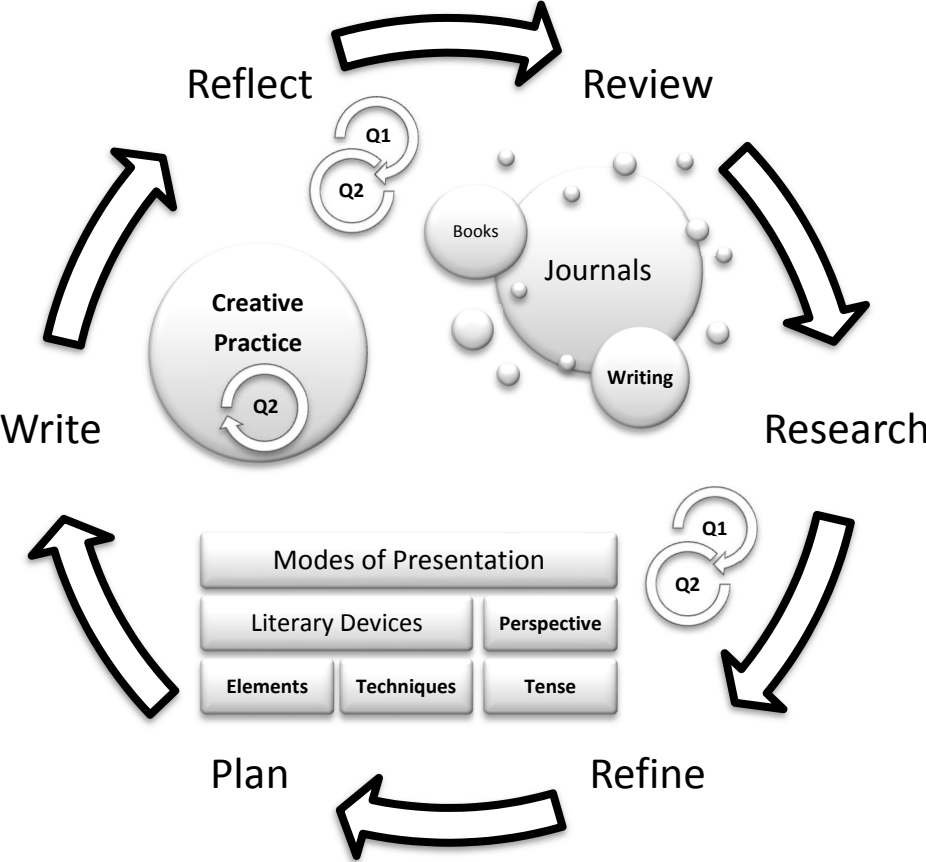 Reflect
Review
Q1
Q2
Books
Journals
Writing
Creative
Practice
Q2
Write
Research
Q1
Q2
Modes of Presentation
Literary Devices
Perspective
Elements
Techniques
Tense
Plan
Refine